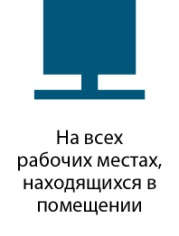 На всех
рабочих местах,
находящихся в
помещении